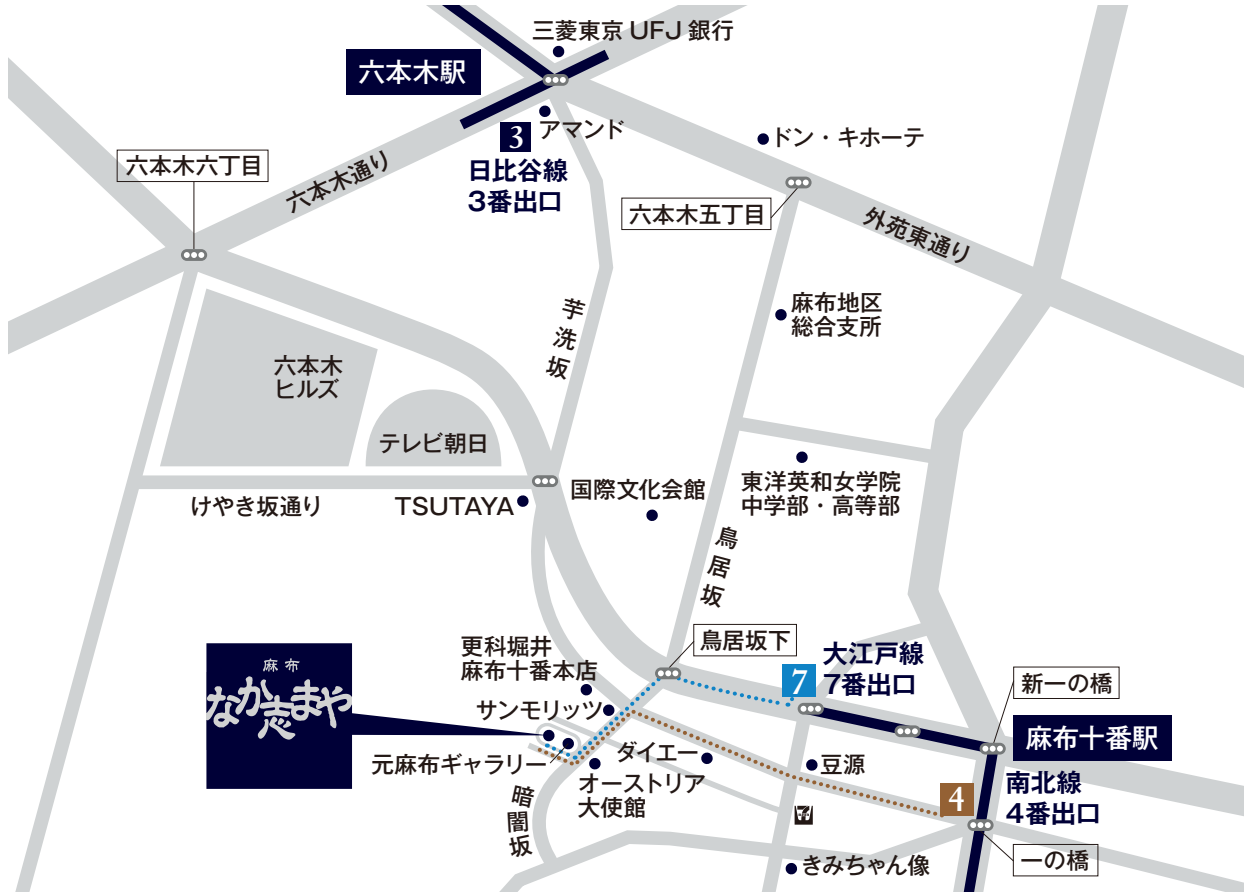 三菱東京 UFJ 銀行
六本木駅
3
アマンド
日比谷線
3番出口
ドン・キホーテ
六本木六丁目
六本木通り
六本木五丁目
外苑東通り
芋洗坂
麻布地区
総合支所
六本木
ヒルズ
テレビ朝日
けやき坂通り
TSUTAYA
国際文化会館
東洋英和女学院
中学部・高等部
鳥居坂
鳥居坂下
更科堀井
麻布十番本店
大江戸線
7番出口
7
新一の橋
麻布
なか志まや
サンモリッツ
元麻布ギャラリー
ダイエー
オーストリア
大使館
豆源
麻布十番駅
南北線
4番出口
4
暗闇坂
7
きみちゃん像
一の橋